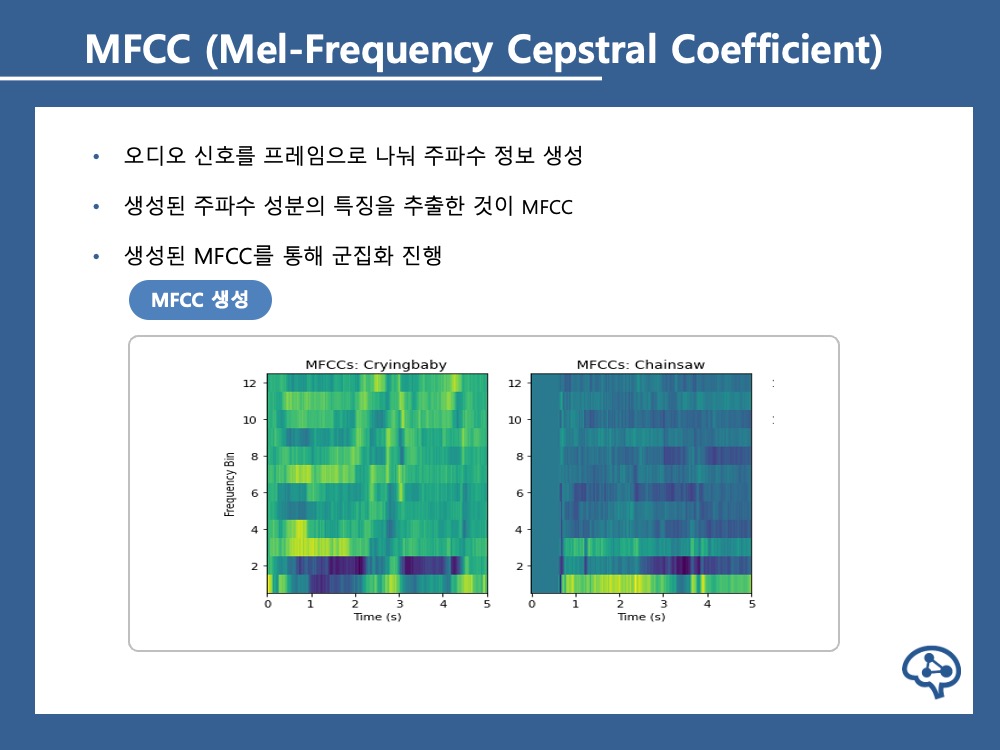 MFCC (Mel-Frequency Cepstral Coefficient)
• 오디오 신호를 프레임으로 나눠 주파수 정보 생성
• 생성된 주파수 성분의 특징을 추출한 것이 MFCC
• 생성된 MFCC를 통해 군집화 진행
MFCC 생성
MFCCs: Cryingbaby
12
10
8
6
4
2
Frequency Bin
0 1 2 3 4 5
Time (s)
MFCCs: Chainsaw
12
10
8
6
4
2
0 1 2 3 4 5
Time (s)